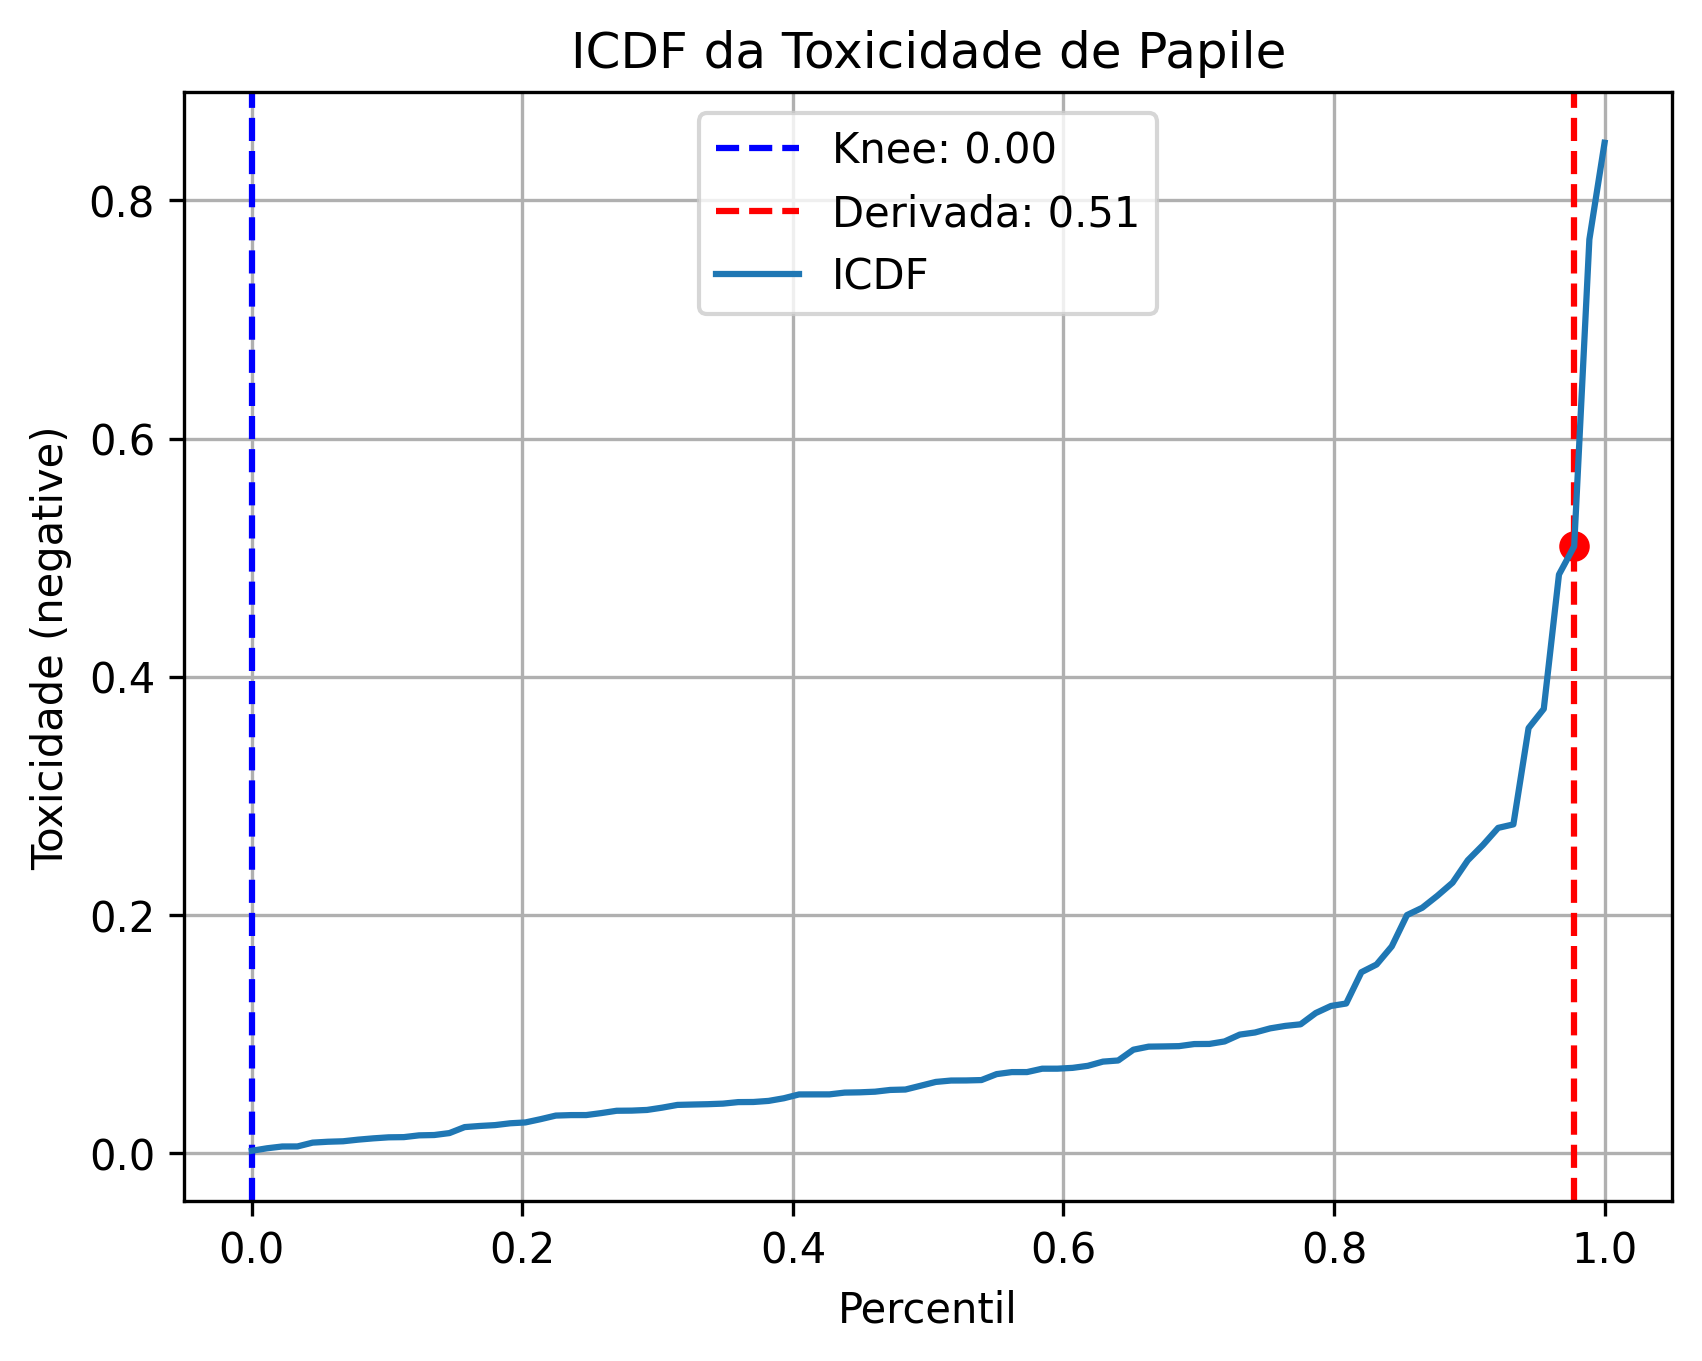 ICDF da Toxicidade de Papile
Knee: 0.00
Derivada: 0.51
ICDF
Toxicidade (negative)
0.8
0.6
0.4
0.2
0.0
0.0 0.2 0.4 0.6 0.8 1.0
Percentil